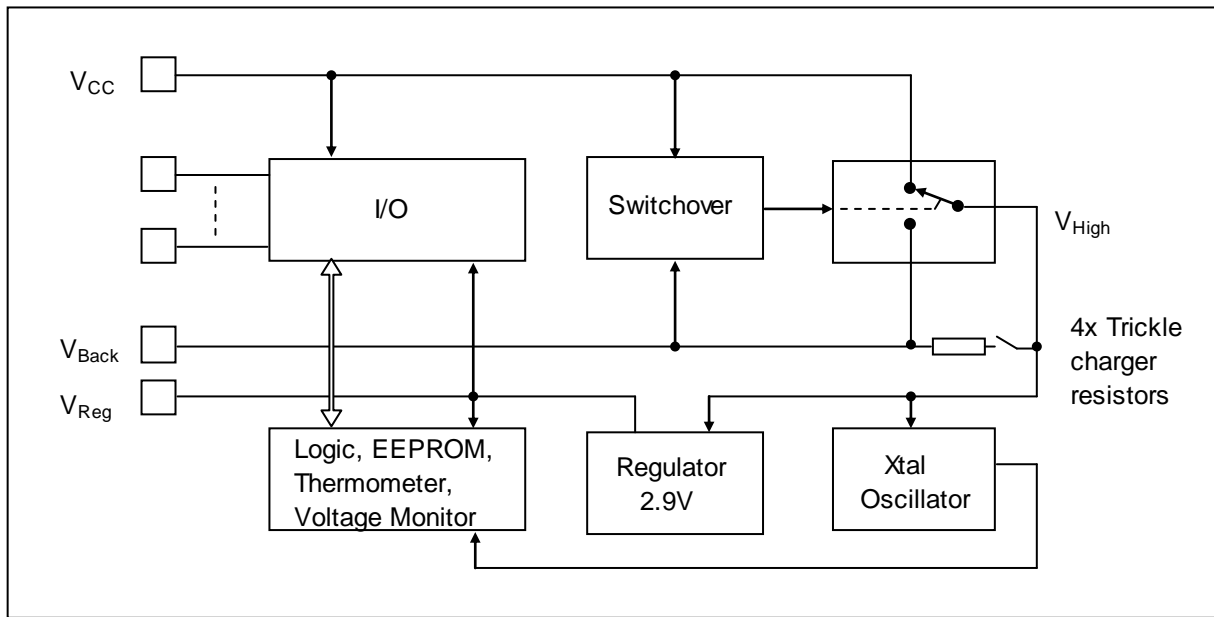 VCC
I/O
Switchover
VHigh
VBack
4x Trickle
charger
resistors
VReg
Logic, EEPROM,
Thermometer,
Voltage Monitor
Regulator
2.9V
Xtal
Oscillator